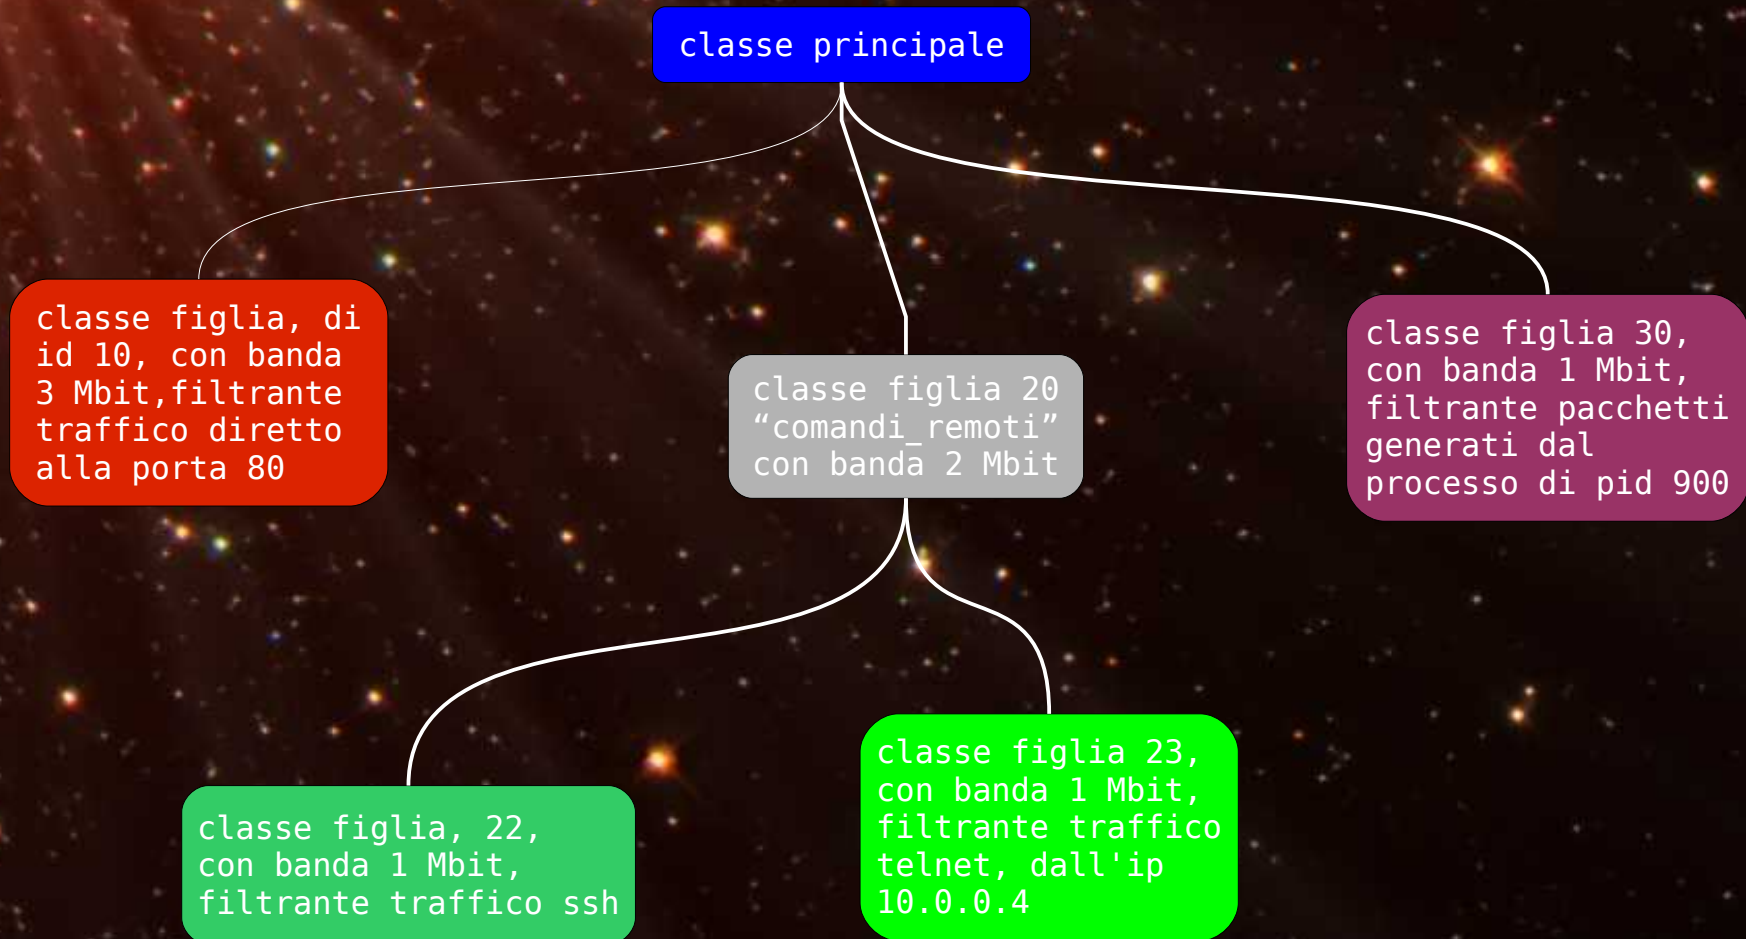 classe principale
classe figlia, di
id 10, con banda
3 Mbit,filtrante
traffico diretto
alla porta 80
classe figlia 20
“comandi_remoti”
con banda 2 Mbit
classe figlia 30,
con banda 1 Mbit,
filtrante pacchetti
generati dal
processo di pid 900
classe figlia, 22,
con banda 1 Mbit,
filtrante traffico ssh
classe figlia 23,
con banda 1 Mbit,
filtrante traffico
telnet, dall'ip
10.0.0.4